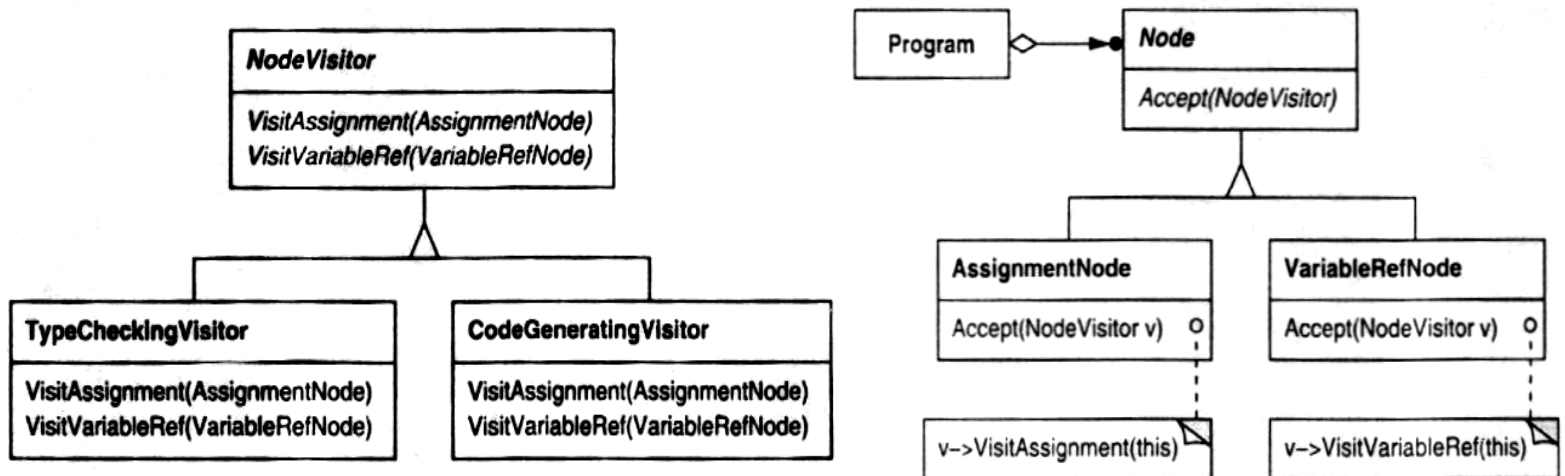 NodeVisitor
VisitAssignment(AssignmentNode)
VisitVariableRef(VariableRefNode)
TypeCheckingVisitor
VisitAssignment(AssignmentNode)
VisitVariableRef(VariableRefNode)
CodeGeneratingVisitor
VisitAssignment(AssignmentNode)
VisitVariableRef(VariableRefNode)
Program
Node
Accept(NodeVisitor)
AssignmentNode
Accept(NodeVisitor v)
v–>VisitAssignment(this)
VariableRefNode
Accept(NodeVisitor v)
v–>VisitVariableRef(this)